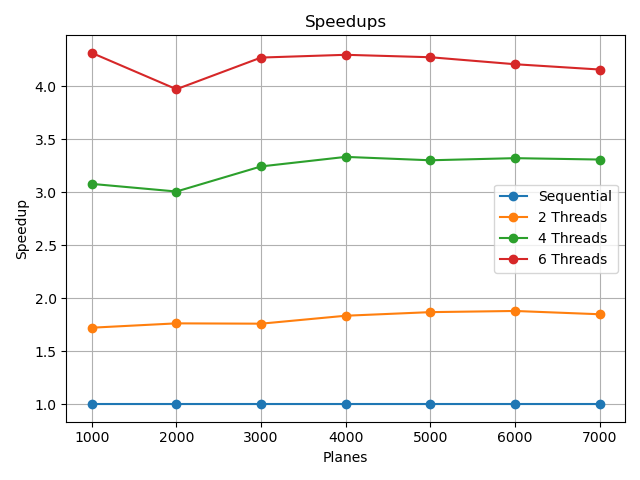 Speedups
Speedup
4.0
3.5
3.0
2.5
2.0
1.5
1.0
Sequential
2 Threads
4 Threads
6 Threads
1000 2000 3000 4000 5000 6000 7000
Planes